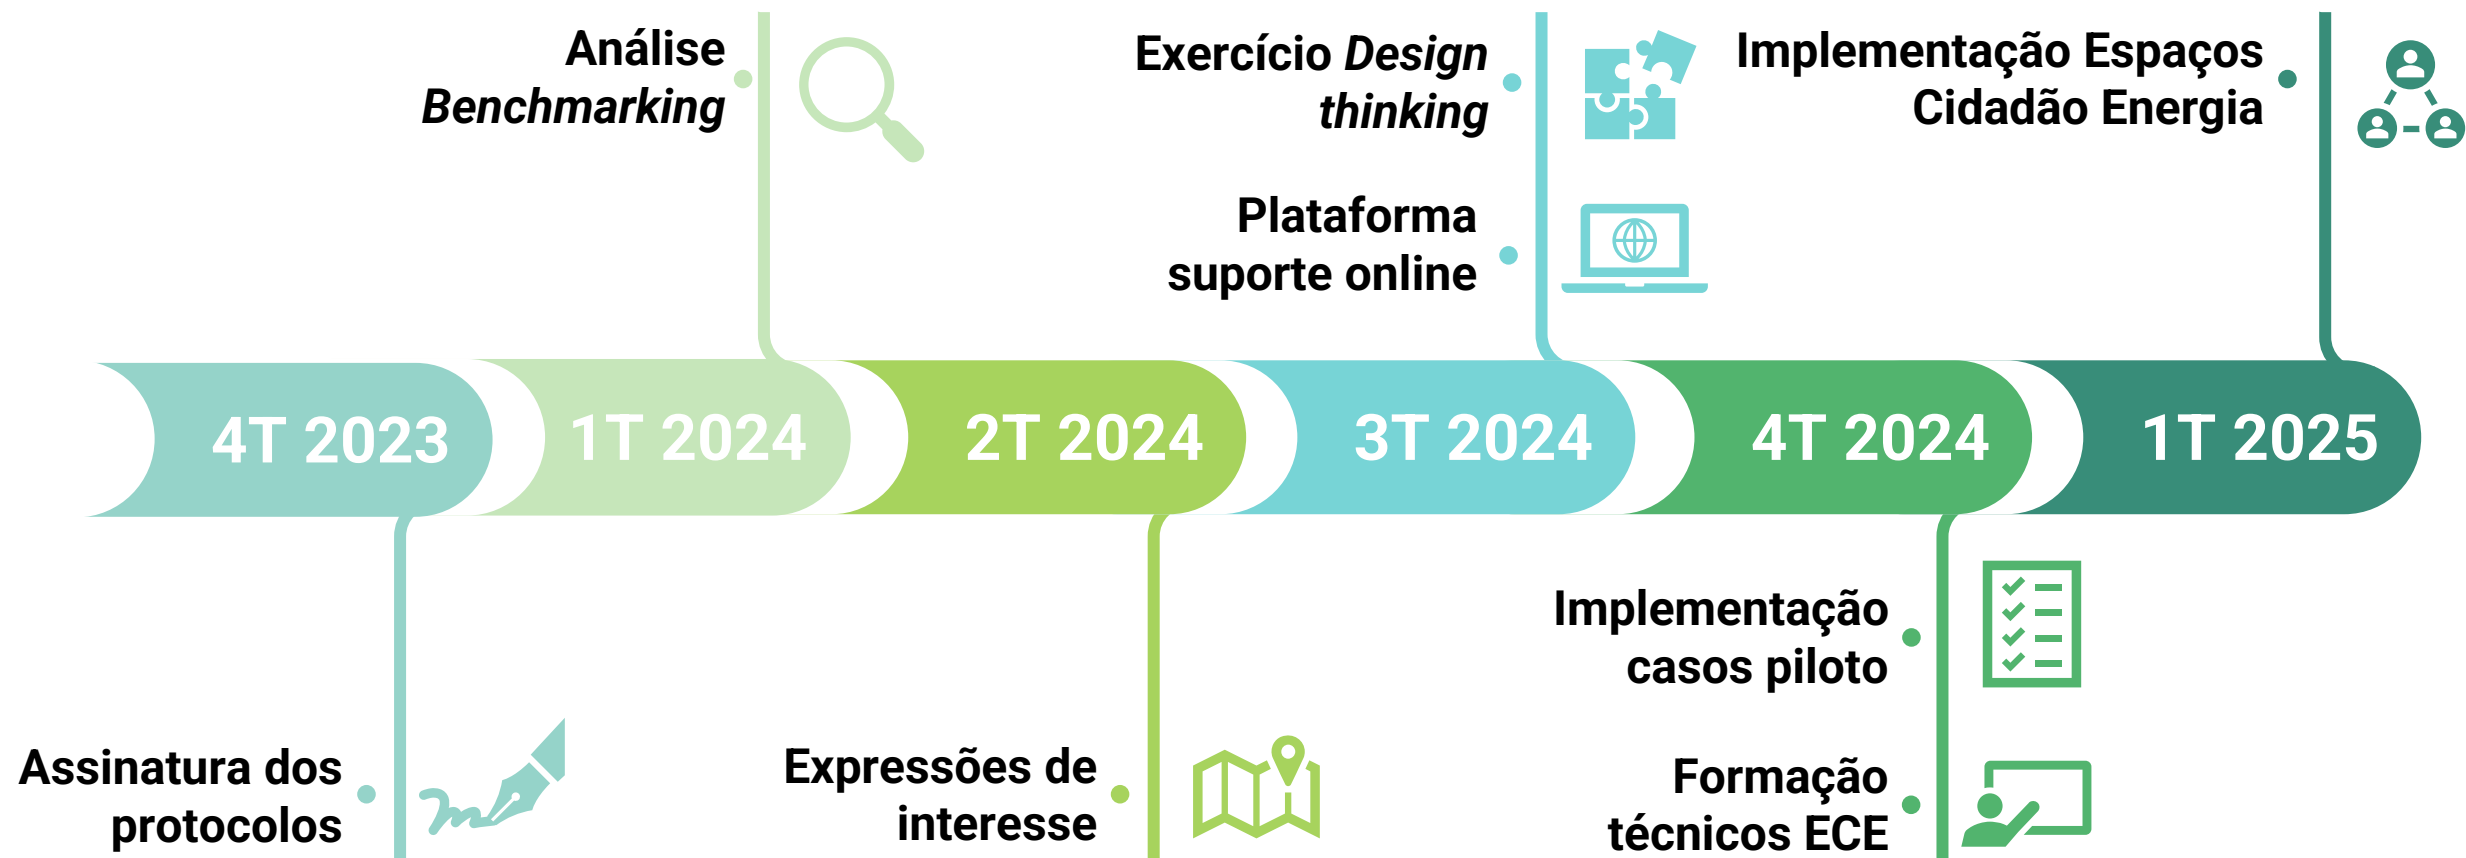 Análise
Benchmarking
Exercício Design
thinking
Plataforma
suporte online
Implementação Espaços
Cidadão Energia
4T 2023
1T 2024
2T 2024
3T 2024
4T 2024
1T 2025
Assinatura dos
protocolos
Expressões de
interesse
Implementação
casos piloto
Formação
técnicos ECE